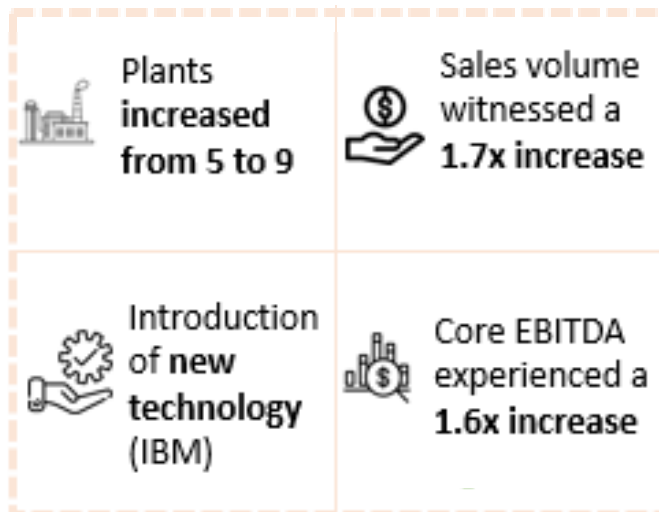 Plants
increased
from 5 to 9
Sales volume
witnessed a
1.7x increase
Introduction
of new
technology
(IBM)
Core EBITDA
experienced a
1.6x increase